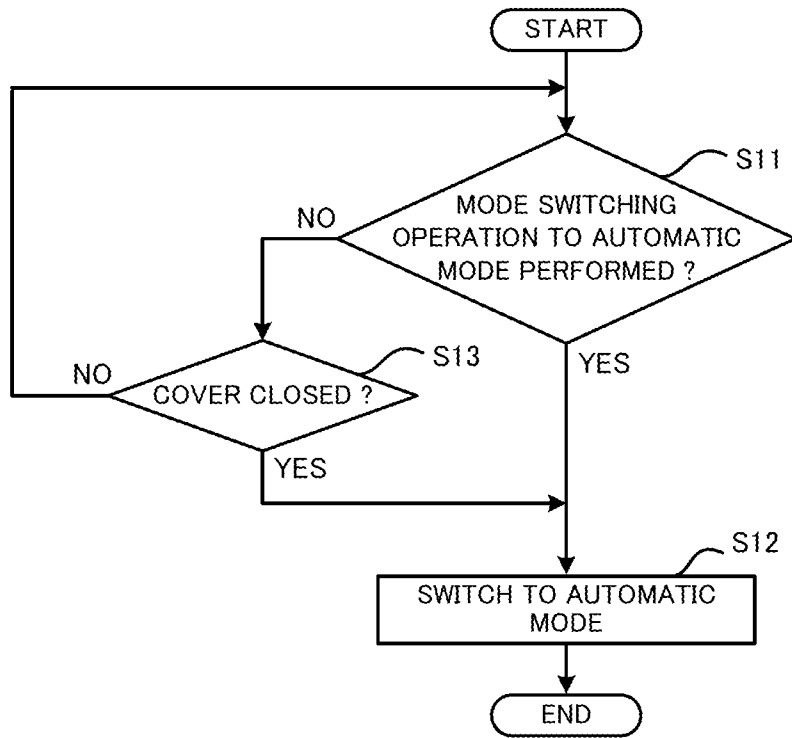 START
S11
MODE SWITCHING
OPERATION TO AUTOMATIC
MODE PERFORMED ?
NO
YES
S13
COVER CLOSED ?
NO
YES
S12
SWITCH TO AUTOMATIC
MODE
END